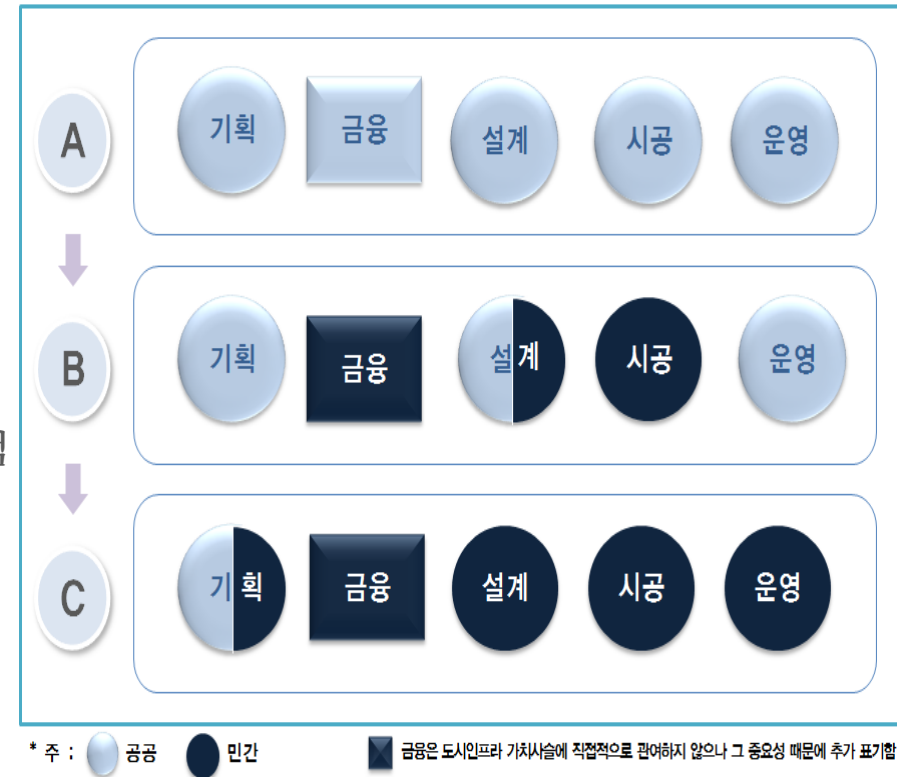 A
기획
금융
설계
시공
운영
B
기획
금융
설계
시공
운영
C
기획
금융
설계
시공
운영
* 주 : 공공 민간 금융은 도시인프라 가치사슬에 직접적으로 관여하지 않으나 그 중요성 때문에 추가 표기함